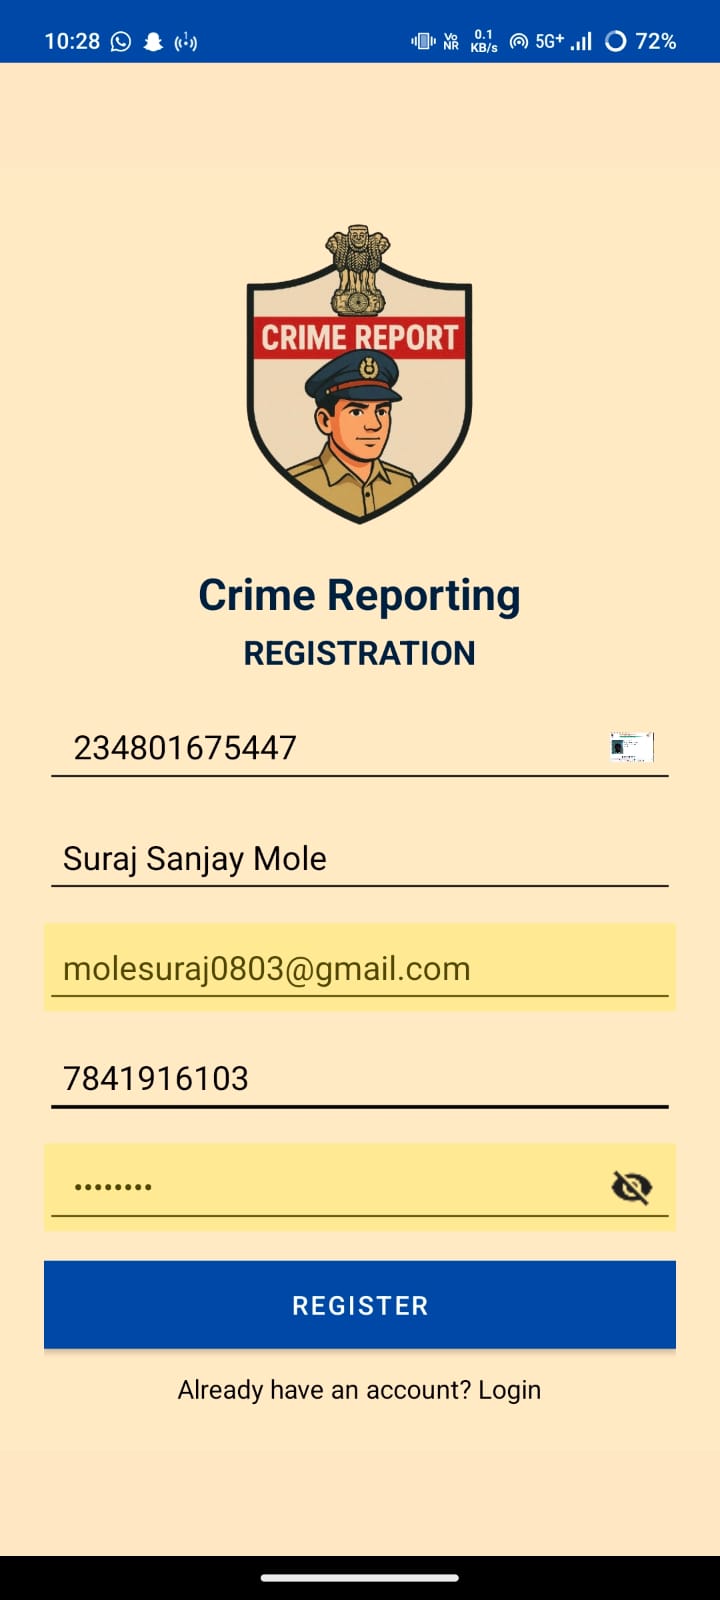 10:28 Vo NR 0.1 KB/s 5G+ 72%
CRIME REPORT
Crime Reporting
REGISTRATION
234801675447
Suraj Sanjay Mole
molesuraj0803@gmail.com
7841916103
••••••••
REGISTER
Already have an account? Login